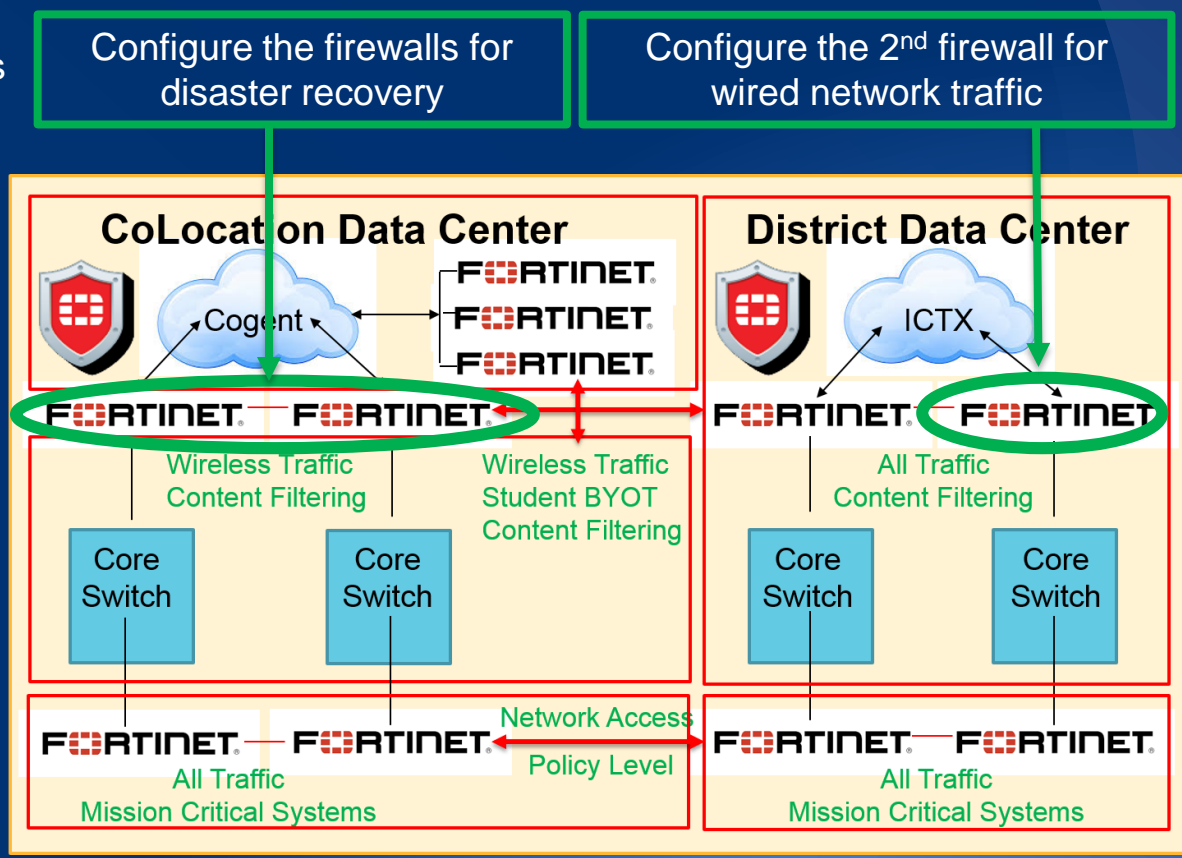 s
Configure the firewalls for
disaster recovery
Configure the 2nd firewall for
wired network traffic
CoLocation Data Center
District Data Center
Cogent
FORTINET.
FORTINET.
FORTINET.
ICTX
FORTINET.
FORTINET.
FORTINET.
FORTINET
Wireless Traffic
Content Filtering
Wireless Traffic
Student BYOT
Content Filtering
All Traffic
Content Filtering
Core
Switch
Core
Switch
Core
Switch
Core
Switch
FORTINET.
FORTINET.
Network Access
Policy Level
FORTINET.
FORTINET.
All Traffic
Mission Critical Systems
All Traffic
Mission Critical Systems